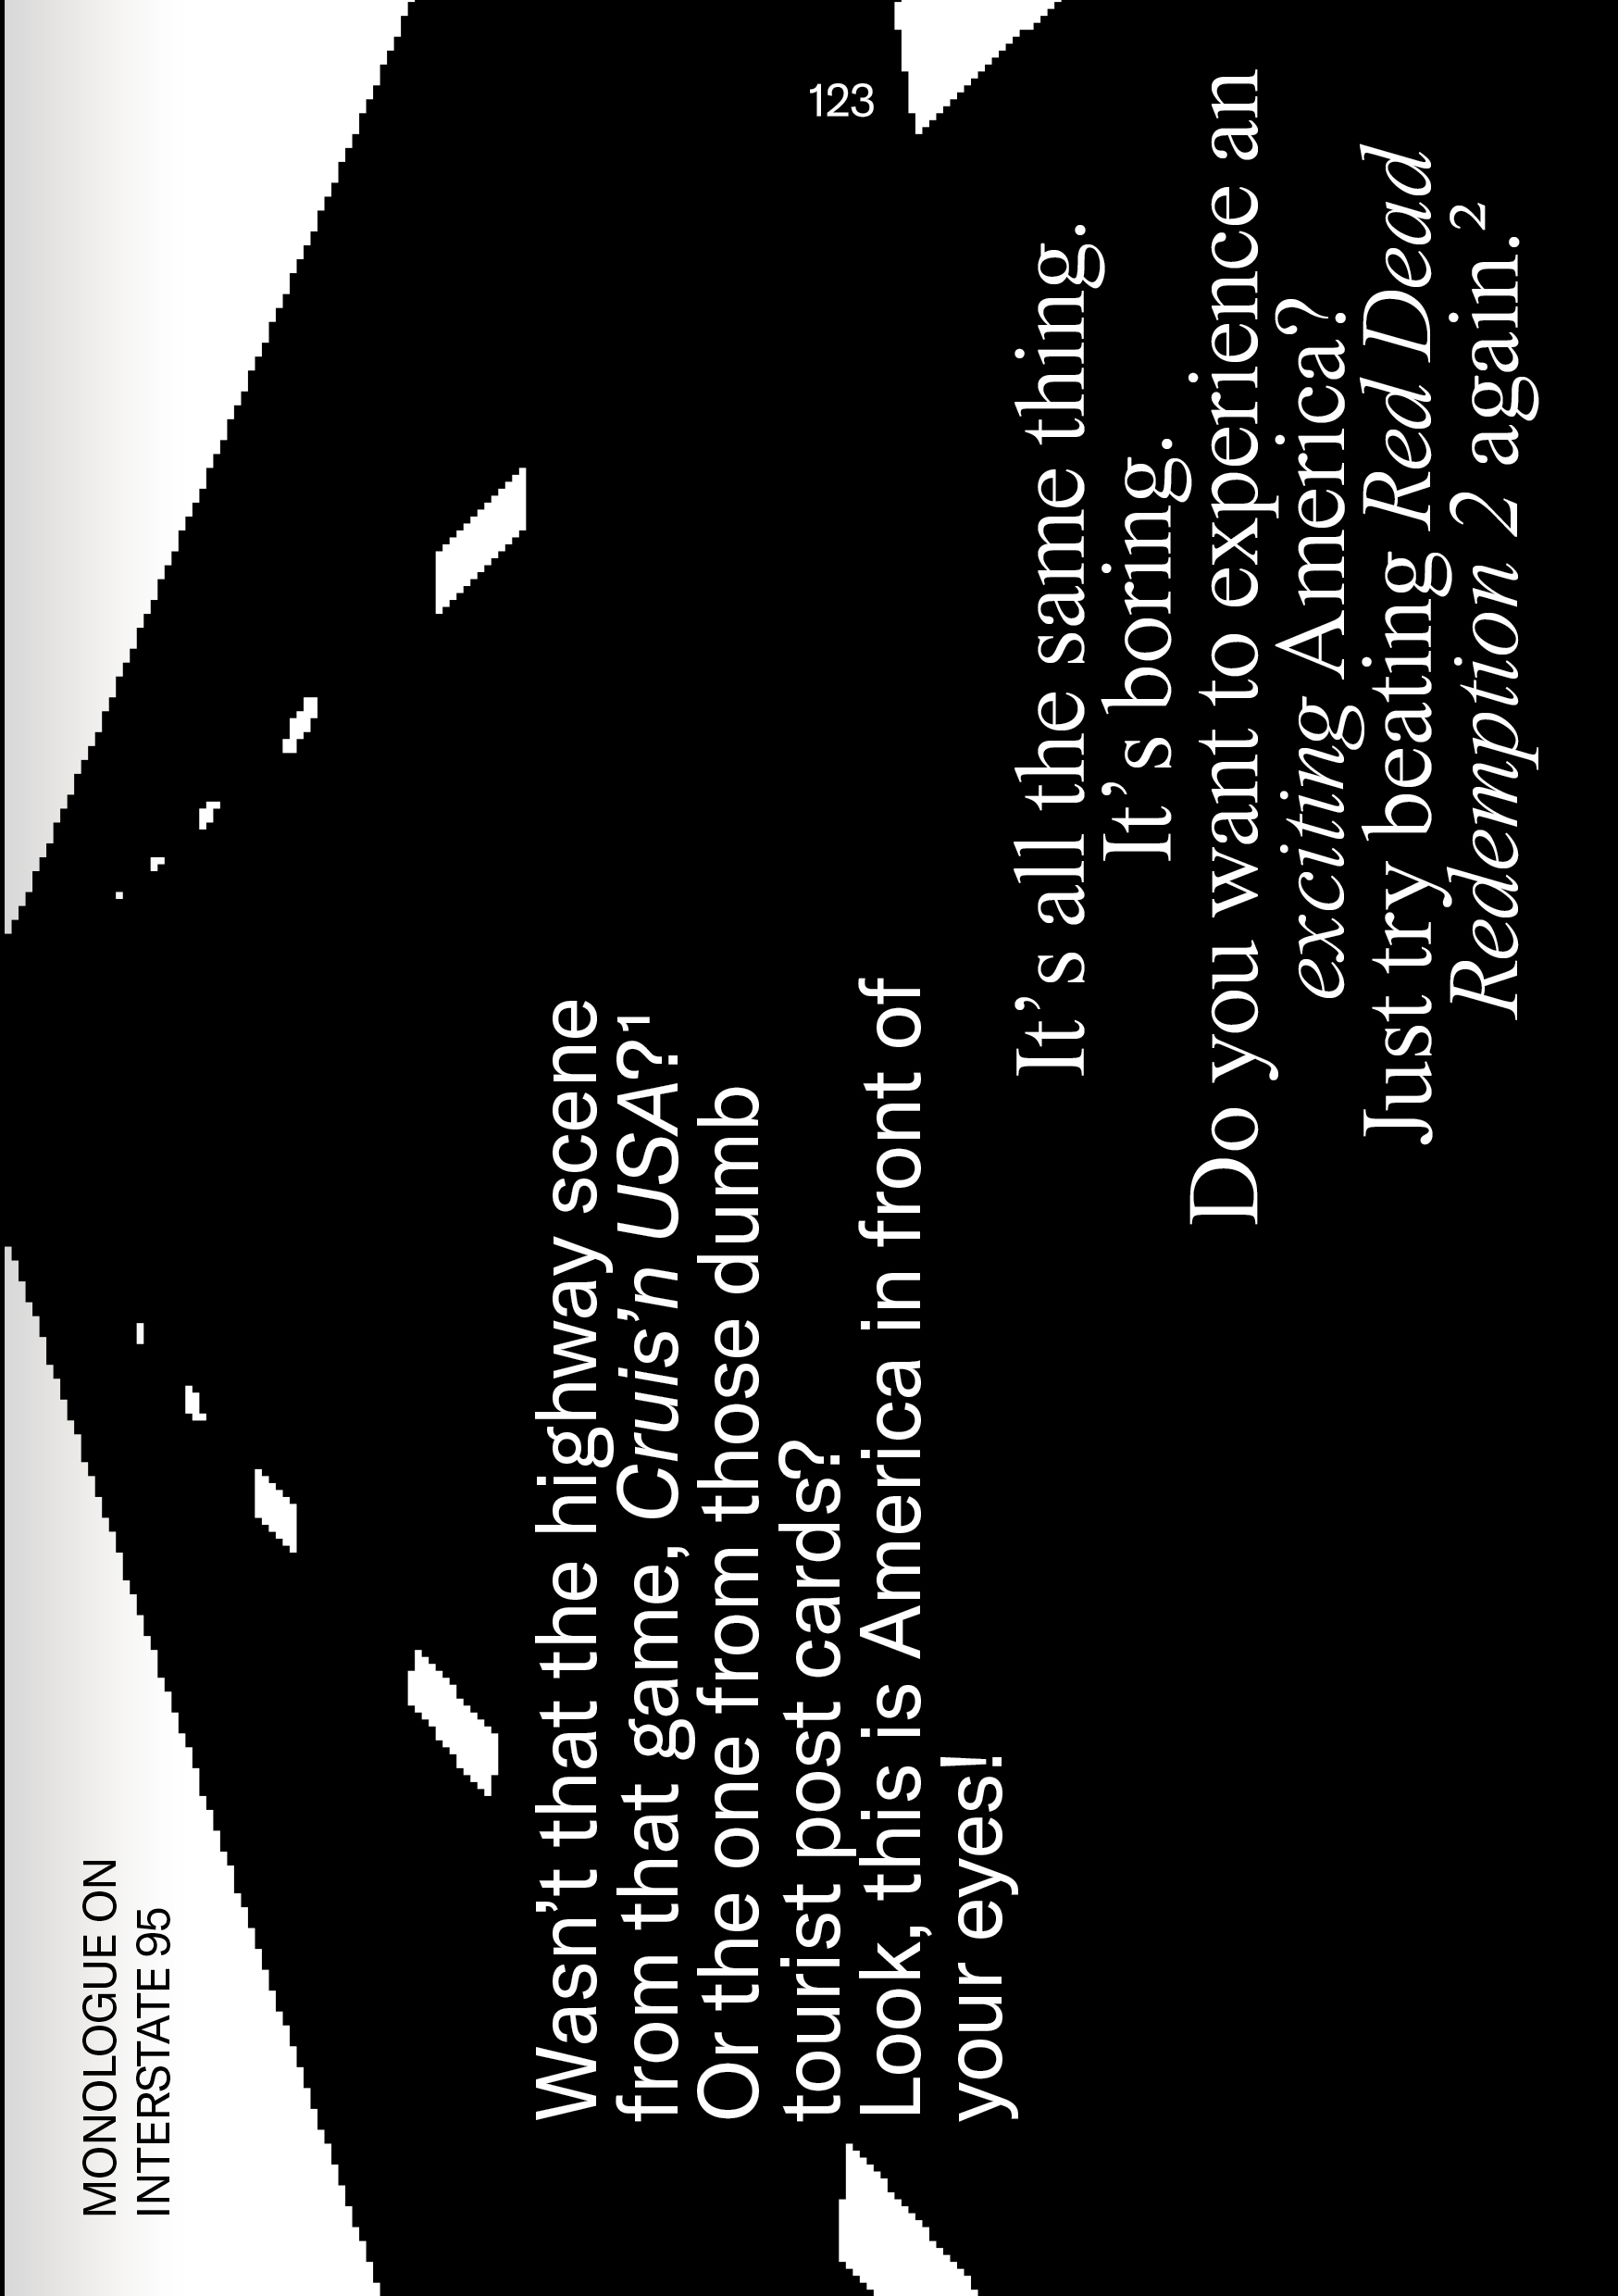 MONOLOGUE ON
INTERSTATE 95
123
Wasn’t that the highway scene
from that game, Cruis’n USA?¹
Or the one from those dumb
tourist post cards?
Look, this is America in front of
your eyes!
It’s all the same thing.
It’s boring.
Do you want to experience an
exciting America?
Just try beating Red Dead
Redemption 2 again.²